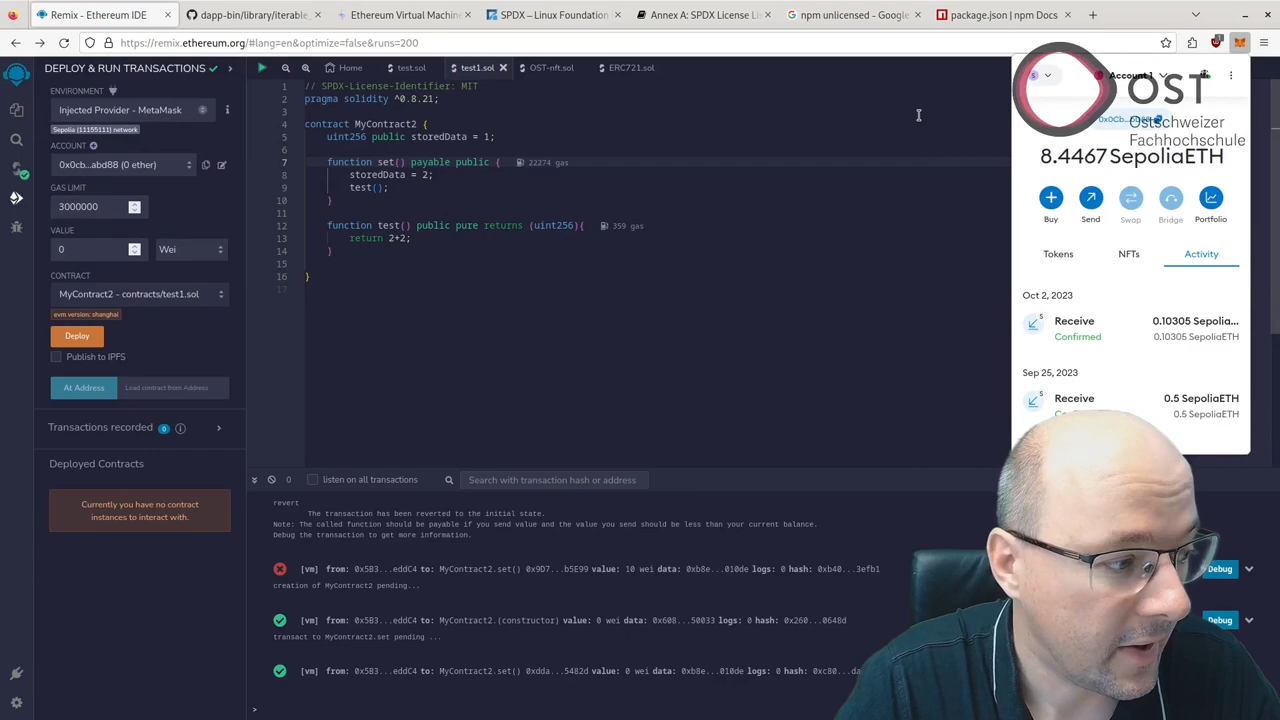 Remix - Ethereum IDE
dapp-bin/library/iterable_
Ethereum Virtual Machin
SPDX – Linux Foundation
Annex A: SPDX License Lis
npm unlicensed - Google
package.json | npm Docs
https://remix.ethereum.org/#lang=en&optimize=false&runs=200
DEPLOY & RUN TRANSACTIONS
ENVIRONMENT
Injected Provider - MetaMask
Sepolia (11155111) network
ACCOUNT
0x0cb...abdB8 (0 ether)
GAS LIMIT
3000000
VALUE
0
Wei
CONTRACT
MyContract2 - contracts/test1.sol
evm version: shanghai
Deploy
Publish to IPFS
At Address
Load contract from Address
Transactions recorded 0
Deployed Contracts
Currently you have no contract
instances to interact with.
Home
test.sol
test1.sol
OST-nft.sol
ERC721.sol
1 // SPDX-License-Identifier: MIT
2 pragma solidity ^0.8.21;
3
4 contract MyContract2 {
5 uint256 public storedData = 1;
6
7 function set() payable public { 22274 gas
8 storedData = 2;
9 test();
10 }
11
12 function test() public pure returns (uint256){ 359 gas
13 return 2+2;
14 }
15
16 }
17
0 listen on all transactions
Search with transaction hash or address
revert
The transaction has been reverted to the initial state.
Note: The called function should be payable if you send value and the value you send should be less than your current balance.
Debug the transaction to get more information.
[vm] from: 0x5B3...eddC4 to: MyContract2.set() 0x9D7...b5E99 value: 10 wei data: 0xb8e...010de logs: 0 hash: 0xb40...3efb1
Debug
creation of MyContract2 pending...
[vm] from: 0x5B3...eddC4 to: MyContract2.(constructor) value: 0 wei data: 0x608...50033 logs: 0 hash: 0x260...0648d
Debug
transact to MyContract2.set pending ...
[vm] from: 0x5B3...eddC4 to: MyContract2.set() 0xdda...5482d value: 0 wei data: 0xb8e...010de logs: 0 hash: 0xc80...da
>
S
Account 1
OST
Ostschweizer
Fachhochschule
8.4467 SepoliaETH
Buy
Send
Swap
Bridge
Portfolio
Tokens
NFTs
Activity
Oct 2, 2023
Receive
0.10305 Sepolia...
Confirmed
0.10305 SepoliaETH
Sep 25, 2023
Receive
0.5 SepoliaETH
0.5 SepoliaETH